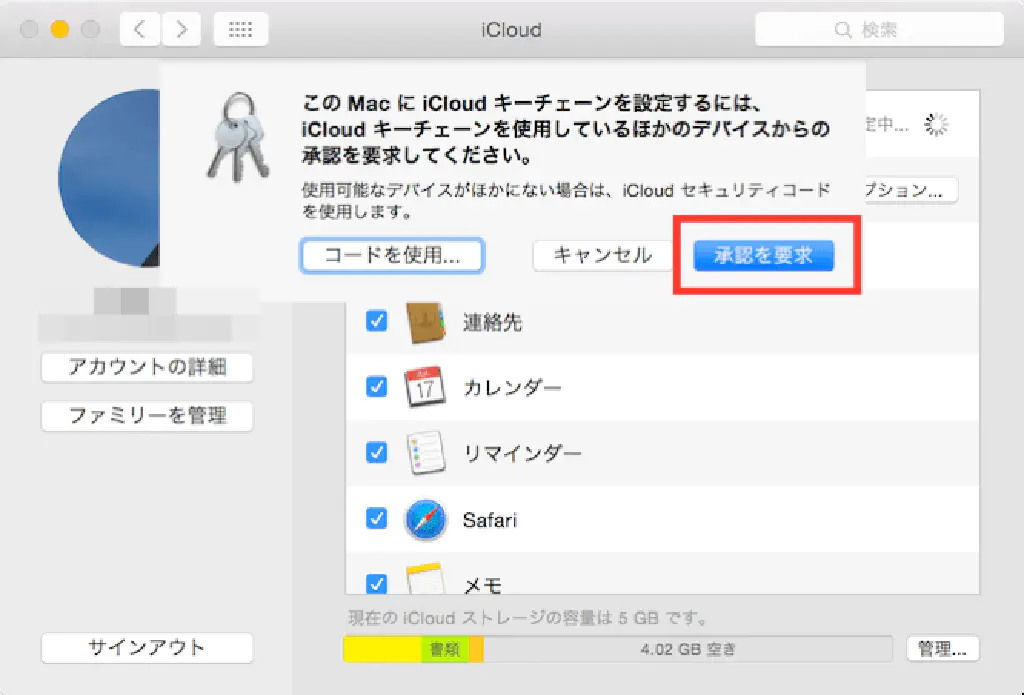 iCloud
検索
この Mac に iCloud キーチェーンを設定するには、
iCloud キーチェーンを使用しているほかのデバイスからの
承認を要求してください。
使用可能なデバイスがほかにない場合は、iCloud セキュリティコード
を使用します。
コードを使用...
キャンセル
承認を要求
定中...
プション...
アカウントの詳細
ファミリーを管理
連絡先
JUL
17
カレンダー
リマインダー
Safari
メモ
現在の iCloud ストレージの容量は 5 GB です。
サインアウト
書類
4.02 GB 空き
管理...